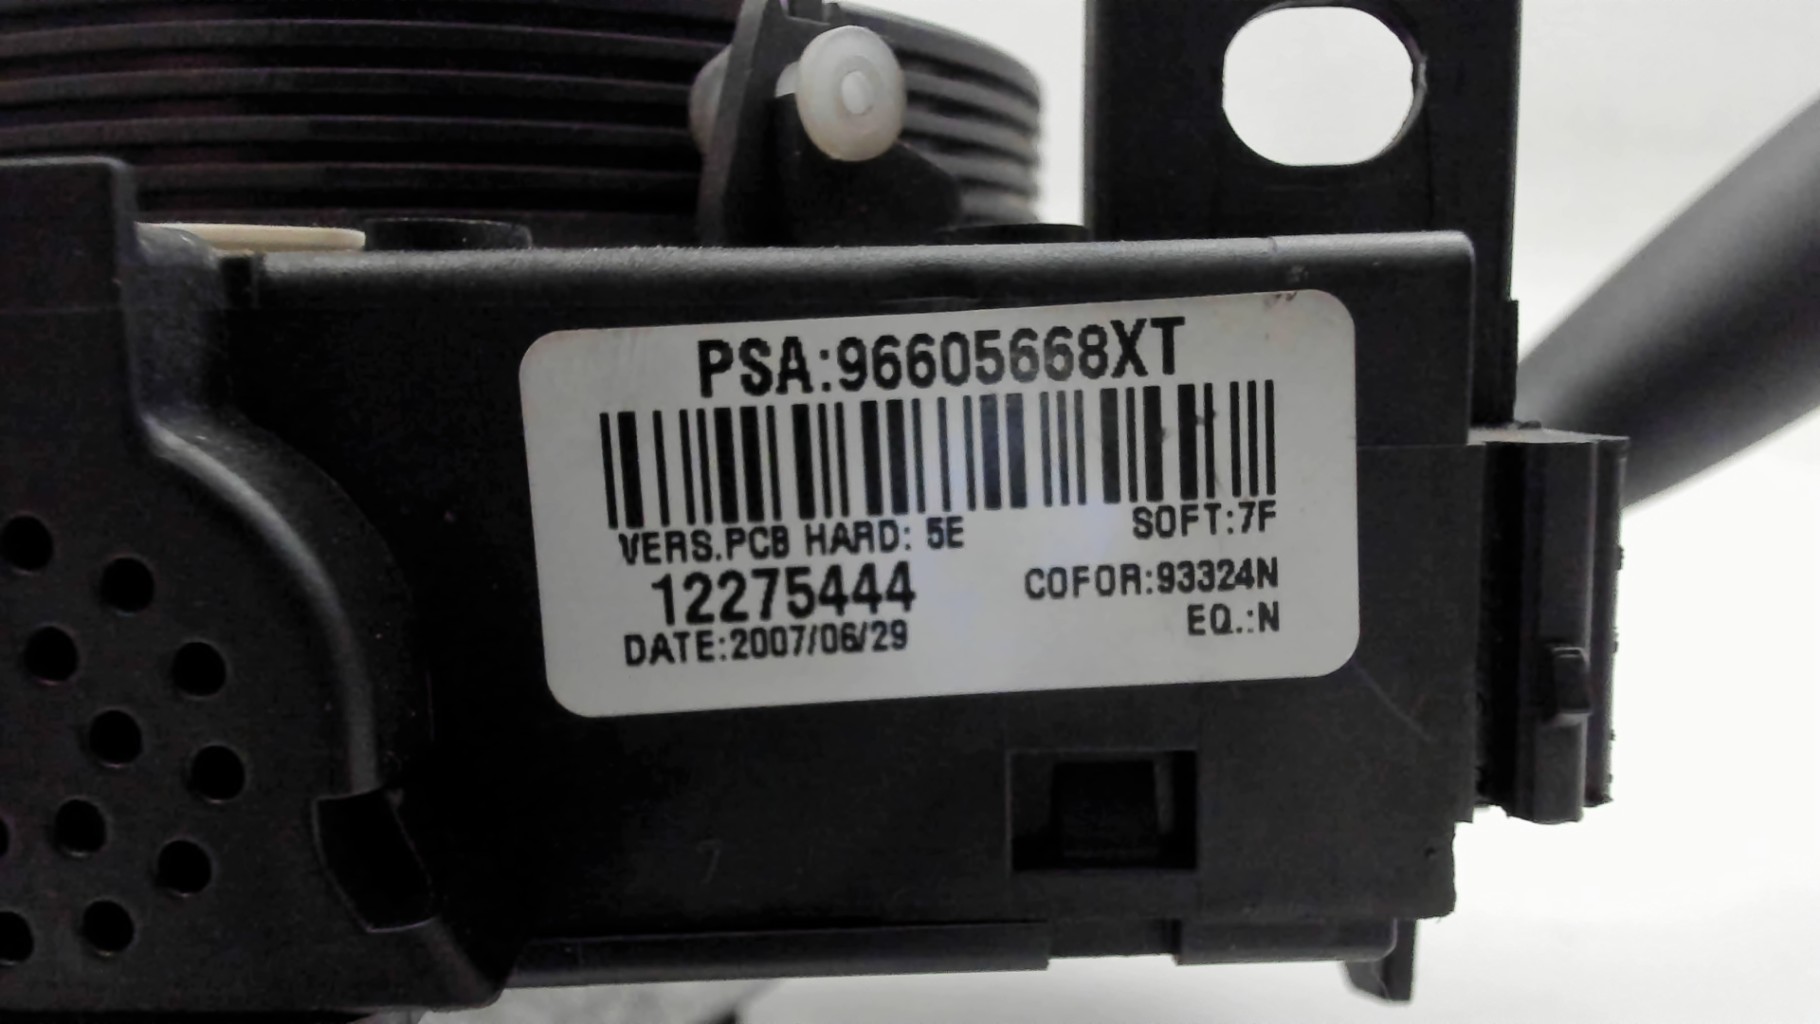 PSA:96605668XT
VERS.PCB HARD: 5E SOFT:7F
12275444 COFOR:93324N
DATE:2007/06/29 EQ.:N